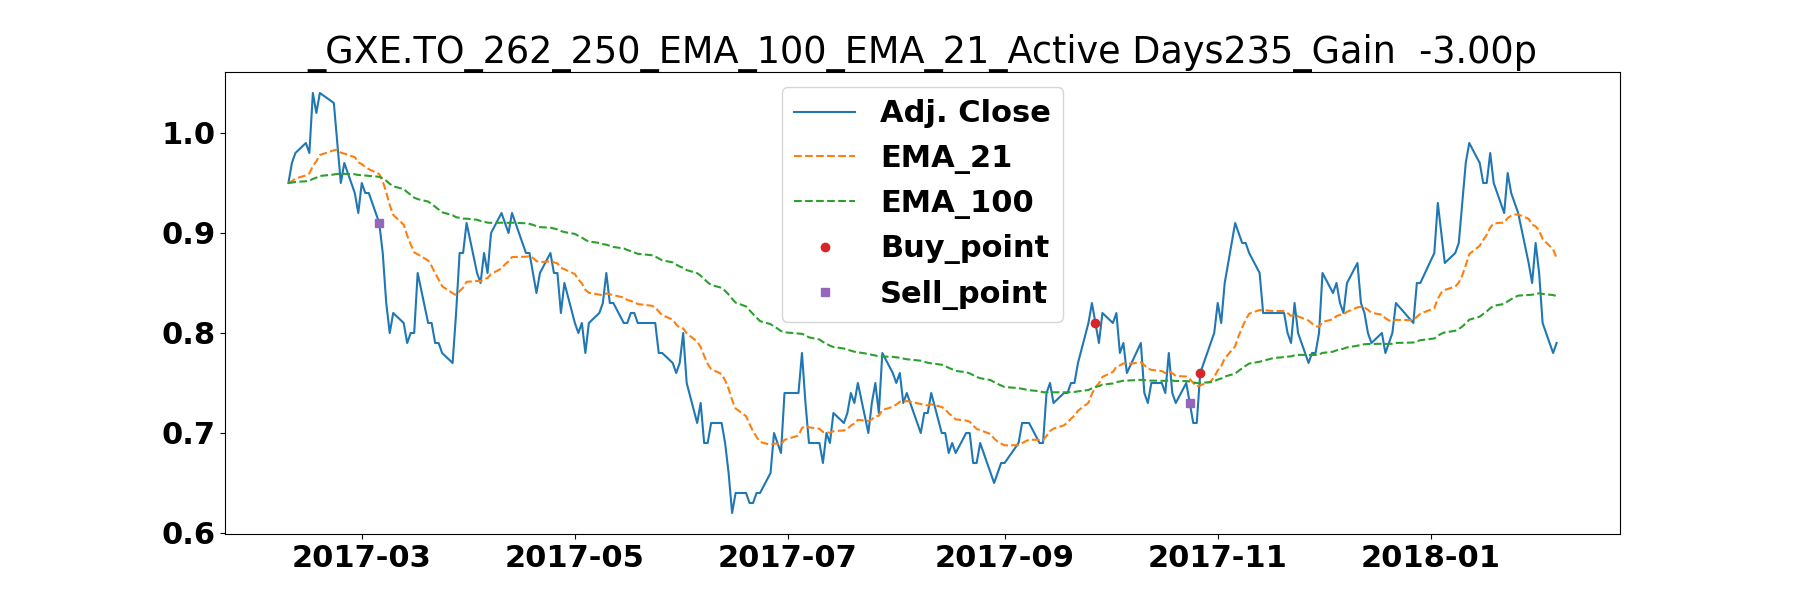 _GXE.TO_262_250_EMA_100_EMA_21_Active Days235_Gain  -3.00p
Adj. Close
EMA_21
EMA_100
Buy_point
Sell_point
1.0
0.9
0.8
0.7
0.6
2017-03
2017-05
2017-07
2017-09
2017-11
2018-01